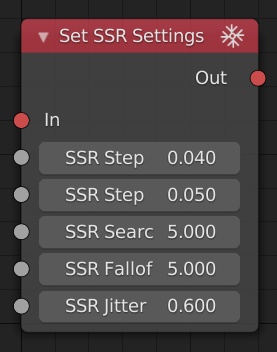 Set SSR Settings
Out
In
SSR Step 0.040
SSR Step 0.050
SSR Searc 5.000
SSR Fallof 5.000
SSR Jitter 0.600